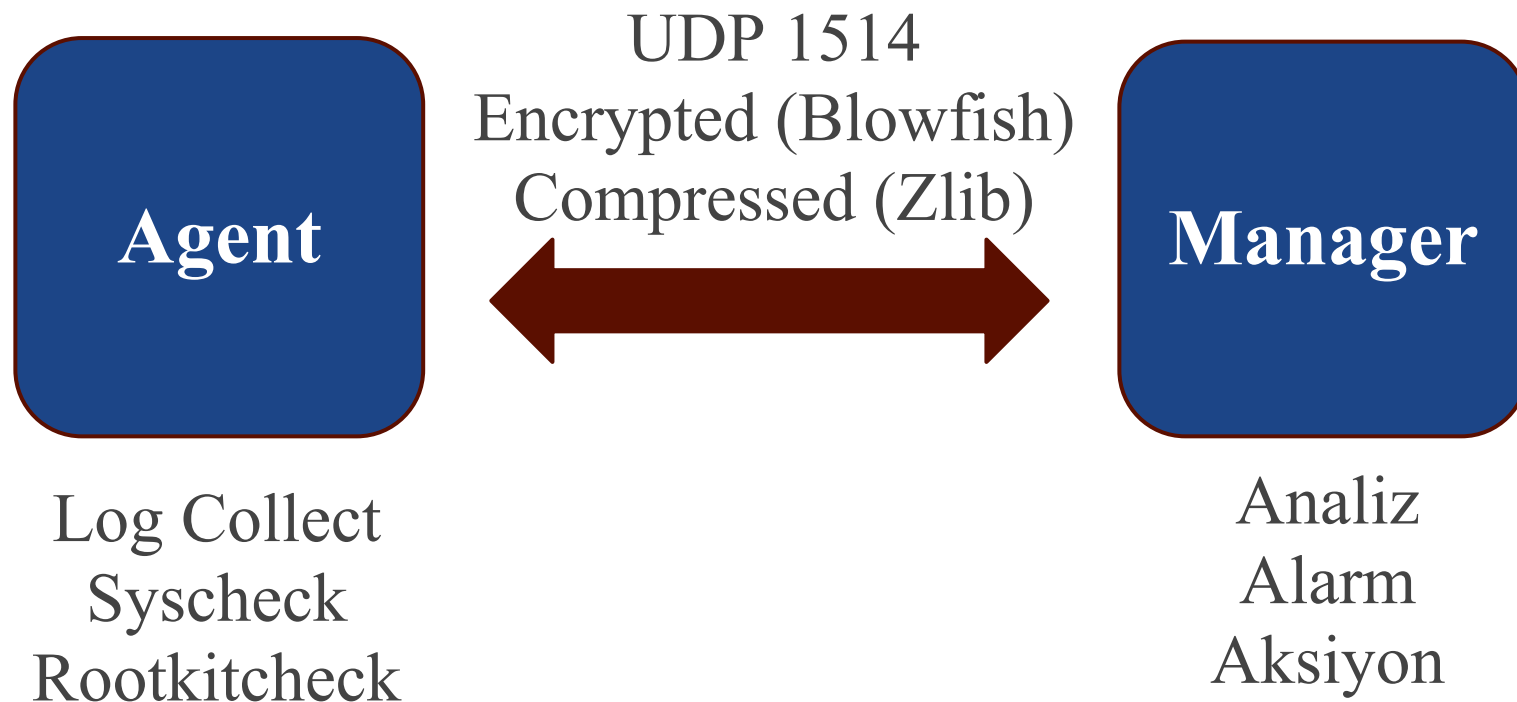 UDP 1514
Encrypted (Blowfish)
Compressed (Zlib)
Agent
Manager
Log Collect
Syscheck
Rootkitcheck
Analiz
Alarm
Aksiyon